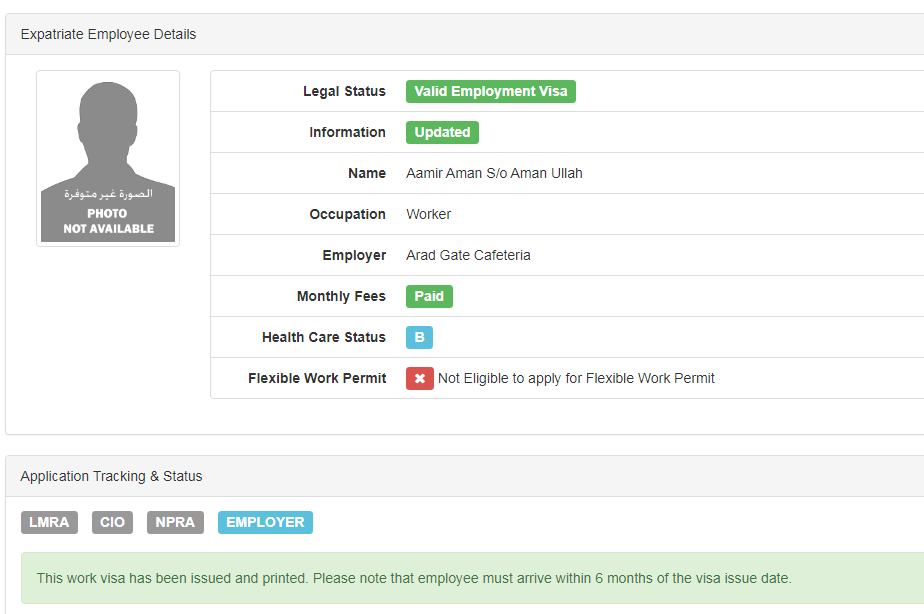 Expatriate Employee Details
الصورة غير متوفرة
PHOTO
NOT AVAILABLE
Legal Status Valid Employment Visa
Information Updated
Name Aamir Aman S/o Aman Ullah
Occupation Worker
Employer Arad Gate Cafeteria
Monthly Fees Paid
Health Care Status B
Flexible Work Permit Not Eligible to apply for Flexible Work Permit
Application Tracking & Status
LMRA CIO NPRA EMPLOYER
This work visa has been issued and printed. Please note that employee must arrive within 6 months of the visa issue date.